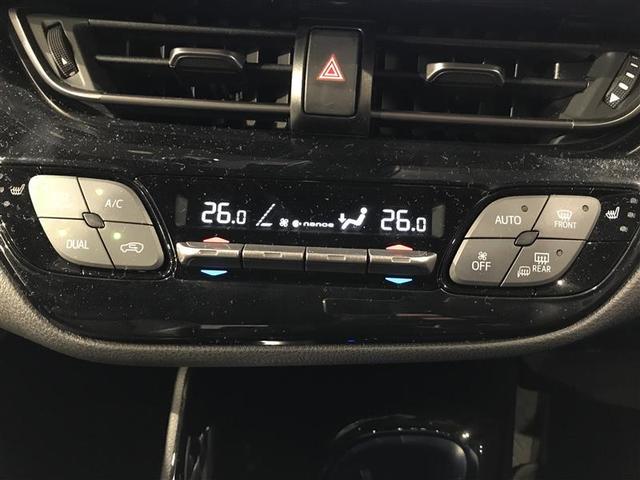 A/C
DUAL
26.0 nanoe 26.0
AUTO
FRONT
OFF
REAR